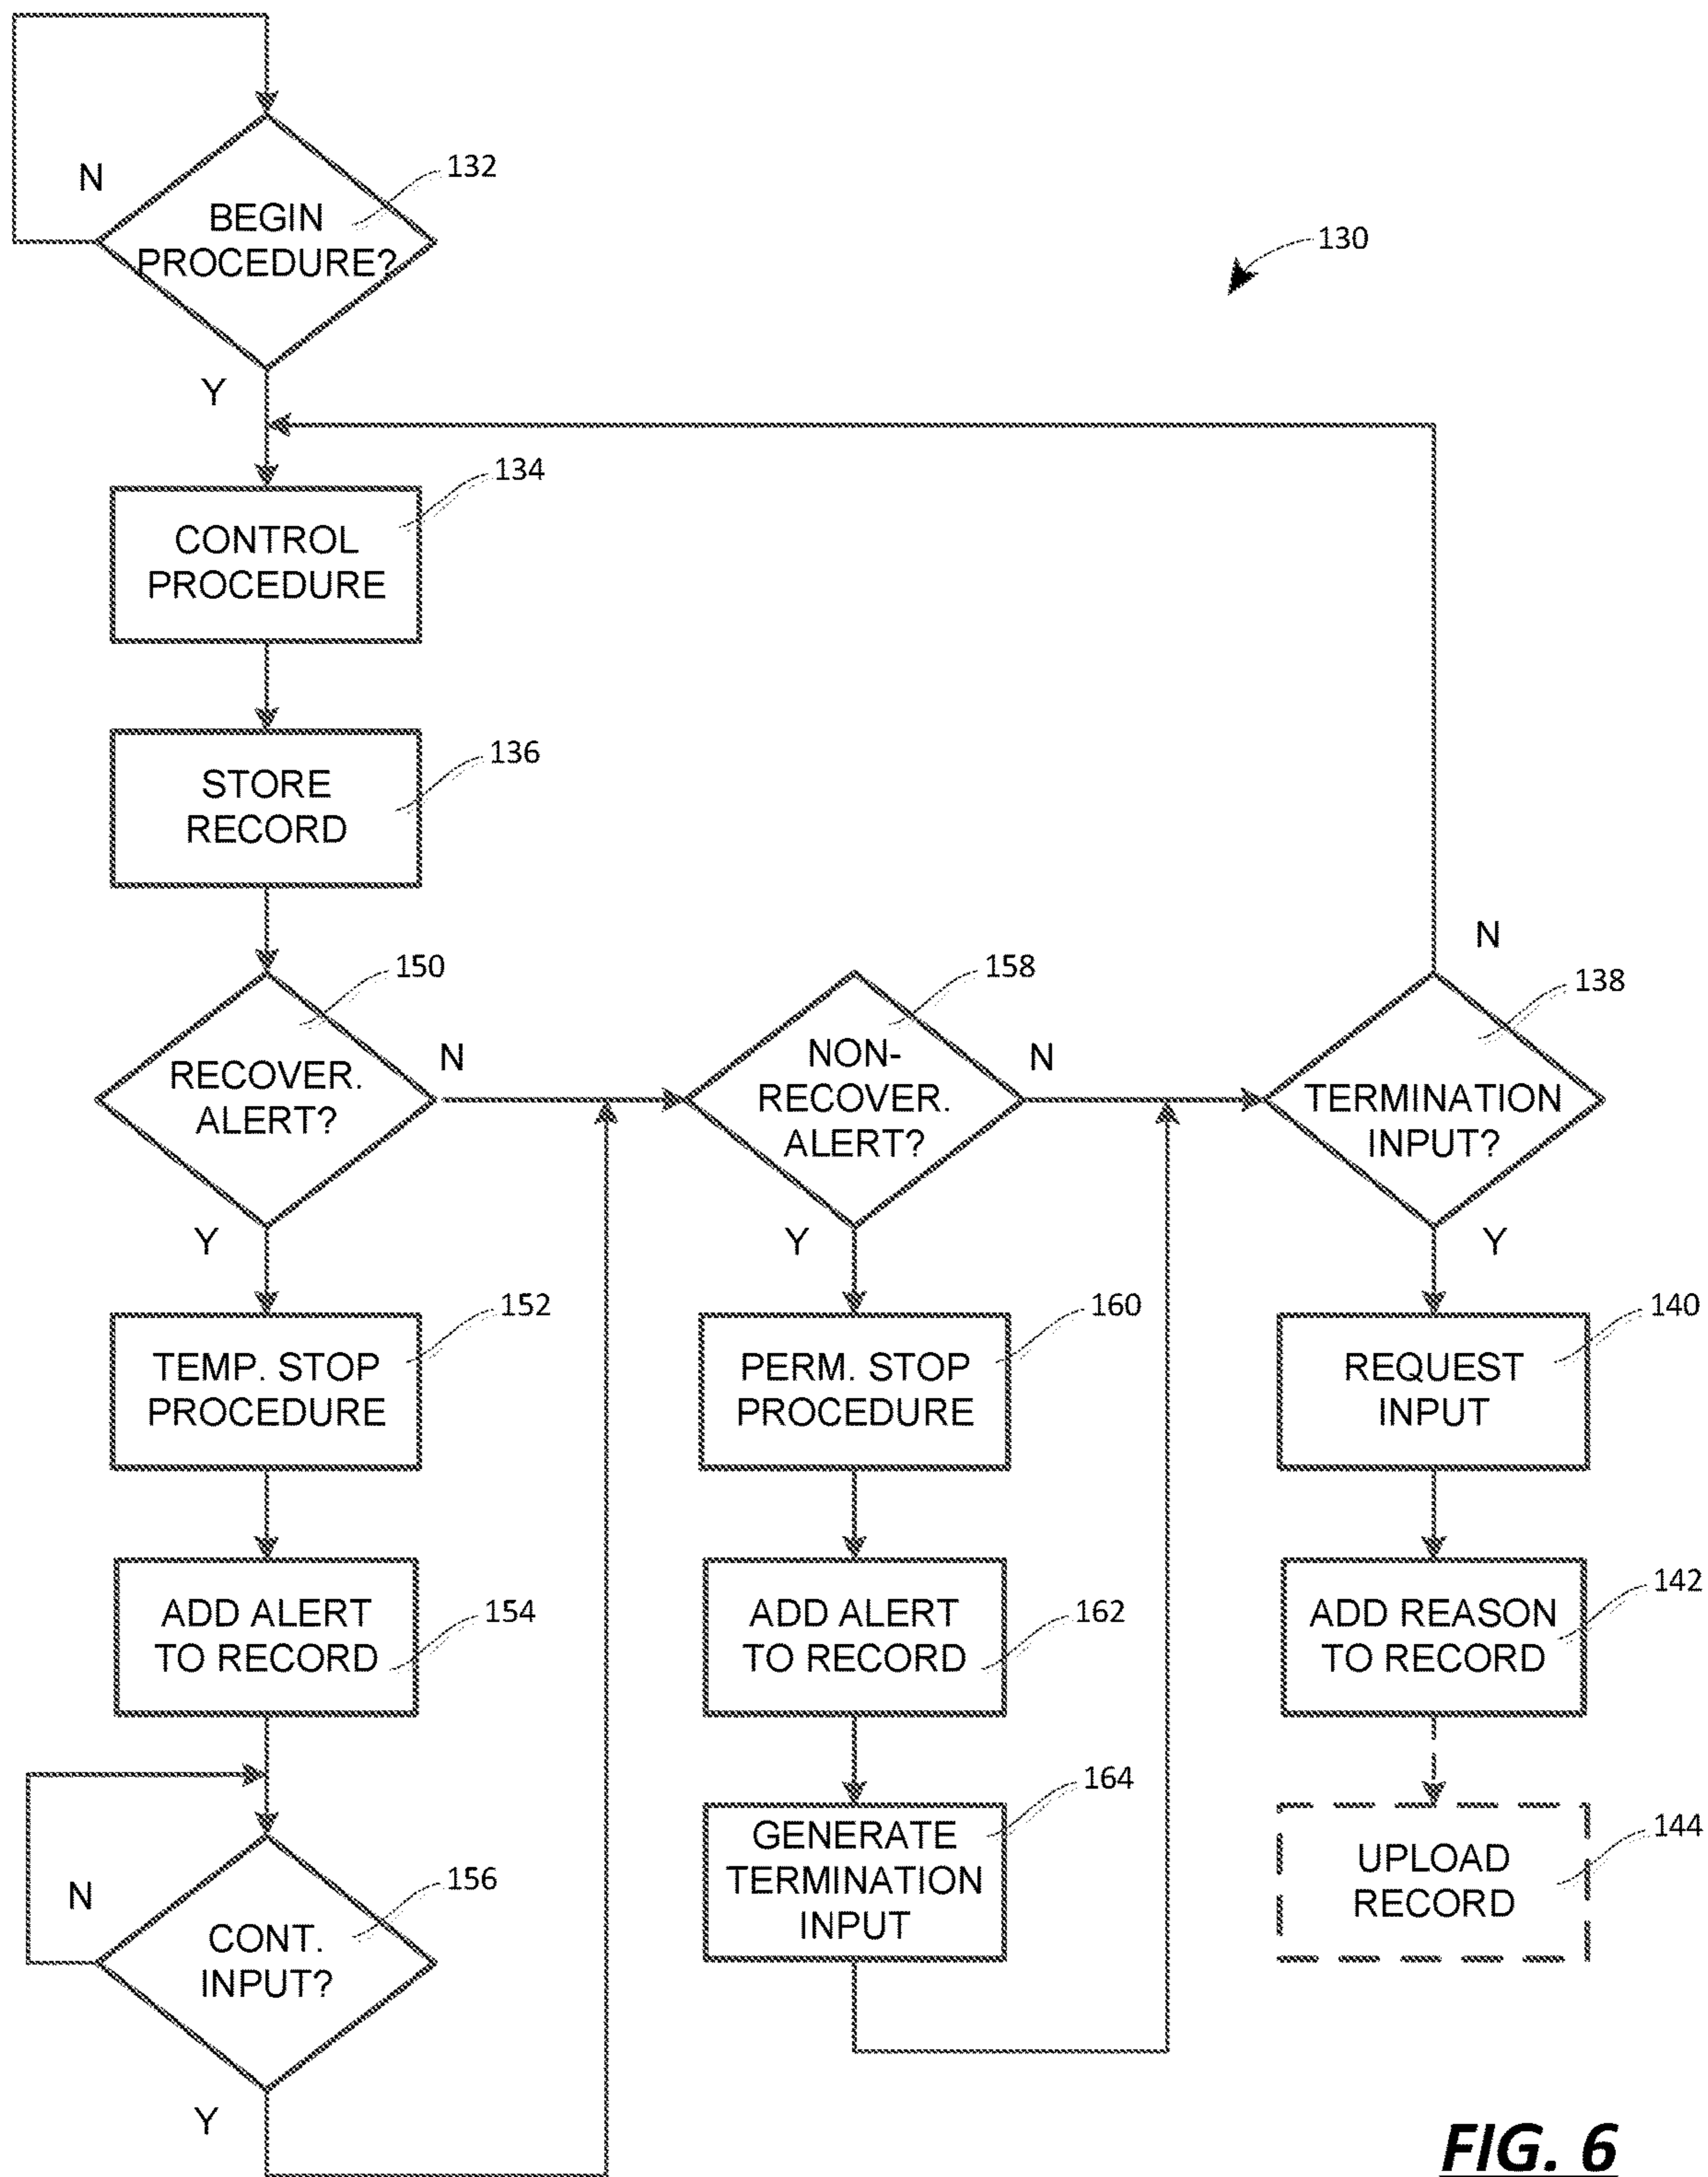 N
132
BEGIN
PROCEDURE?
130
Y
134
CONTROL
PROCEDURE
136
STORE
RECORD
150
RECOVER.
ALERT?
N
Y
158
NON-
RECOVER.
ALERT?
N
Y
N
138
TERMINATION
INPUT?
Y
152
TEMP. STOP
PROCEDURE
160
PERM. STOP
PROCEDURE
140
REQUEST
INPUT
154
ADD ALERT
TO RECORD
162
ADD ALERT
TO RECORD
142
ADD REASON
TO RECORD
N
156
CONT.
INPUT?
Y
164
GENERATE
TERMINATION
INPUT
144
UPLOAD
RECORD
FIG. 6